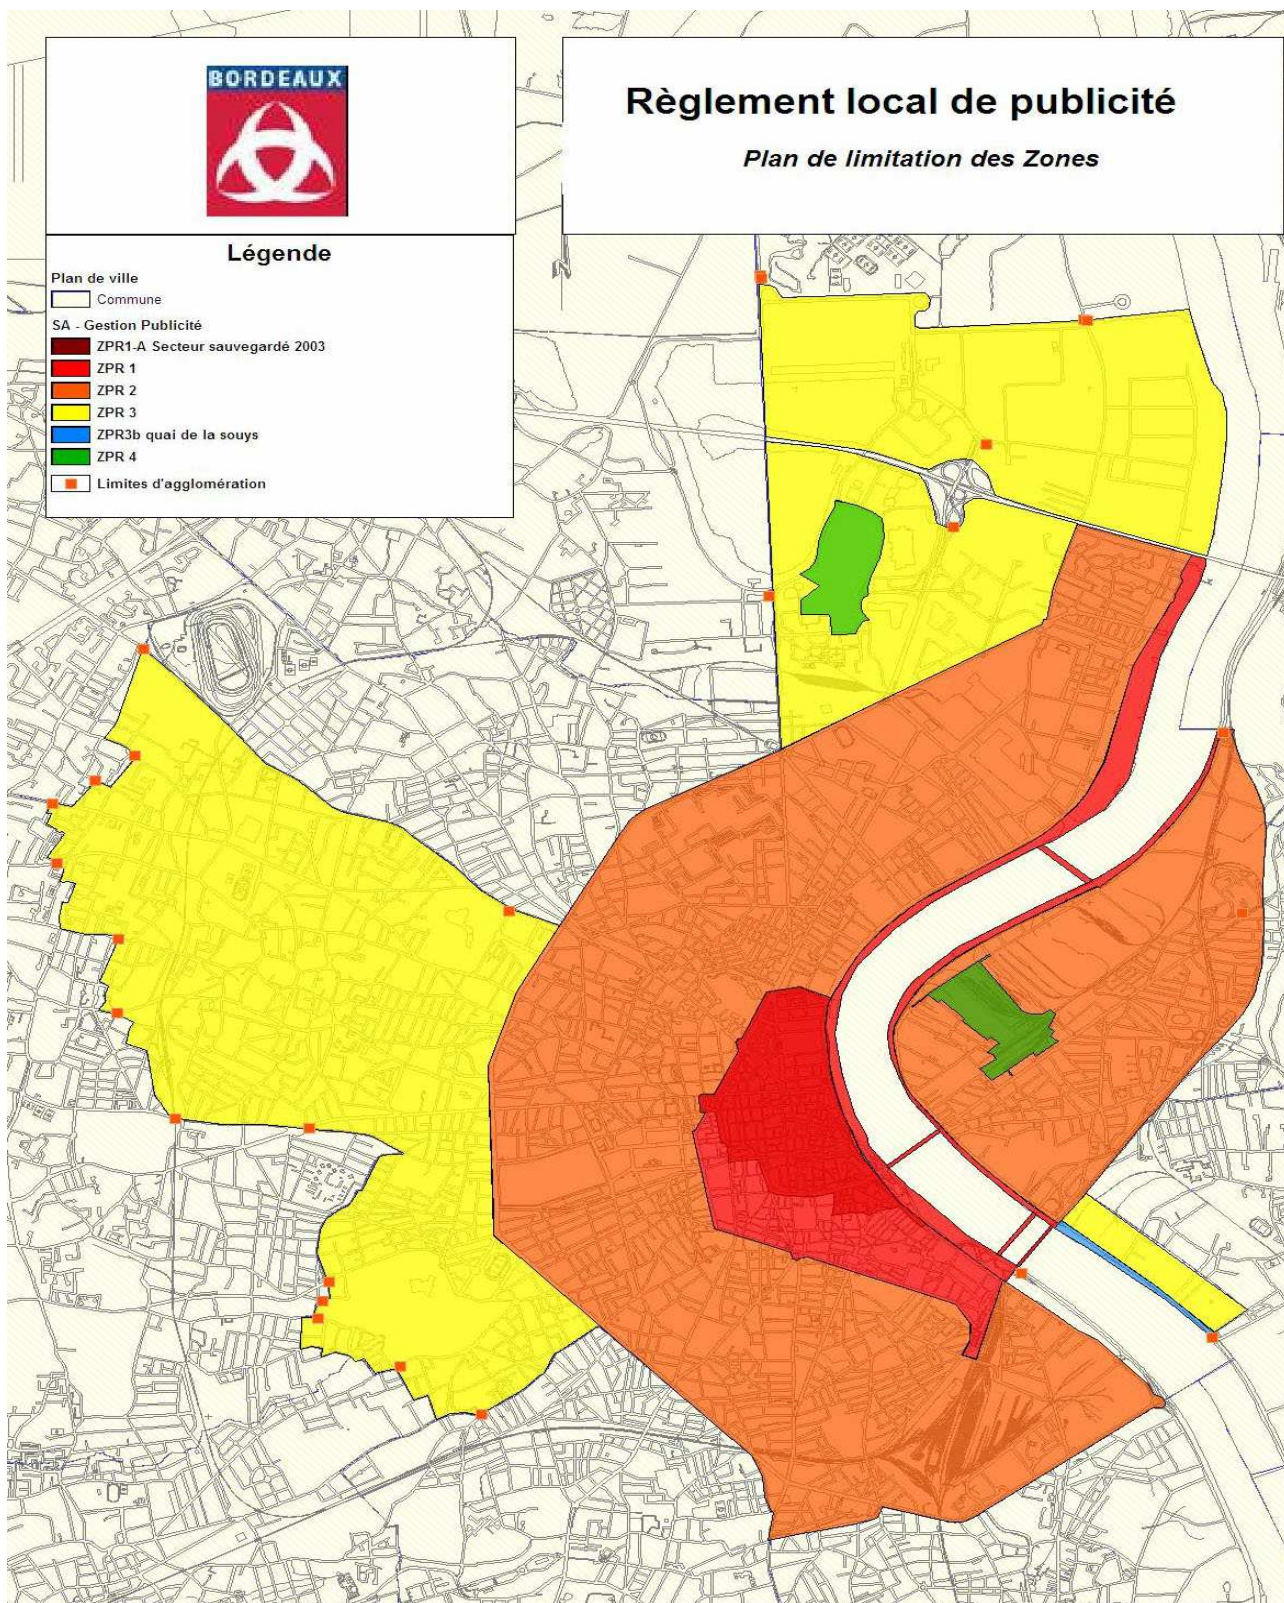 BORDEAUX
Règlement local de publicité
Plan de limitation des Zones
Légende
Plan de ville
Commune
SA - Gestion Publicité
ZPR1-A Secteur sauvegardé 2003
ZPR 1
ZPR 2
ZPR 3
ZPR3b quai de la souys
ZPR 4
Limites d'agglomération